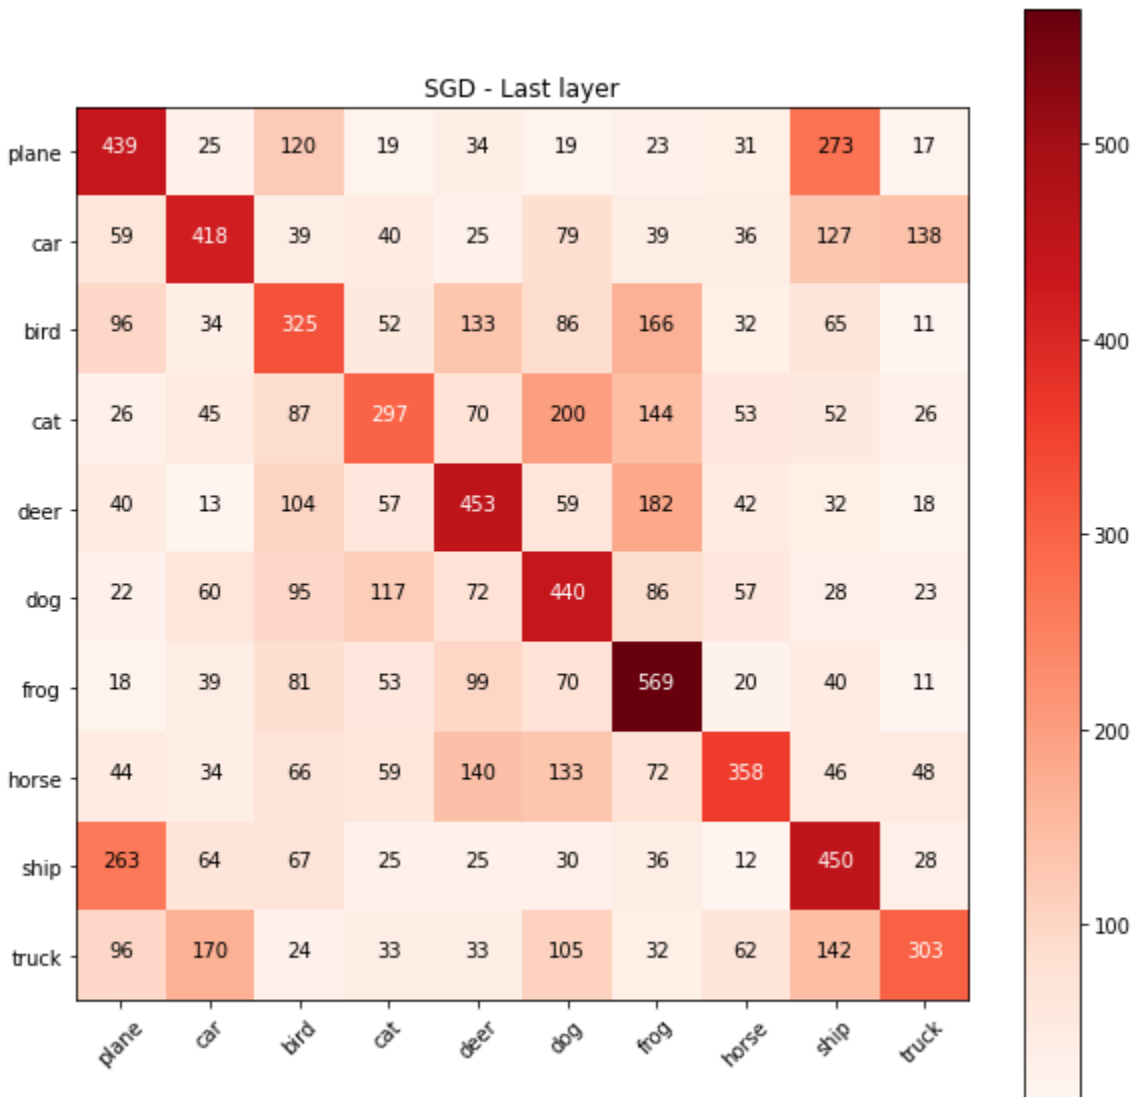 SGD - Last layer
plane 439 25 120 19 34 19 23 31 273 17
car 59 418 39 40 25 79 39 36 127 138
bird 96 34 325 52 133 86 166 32 65 11
cat 26 45 87 297 70 200 144 53 52 26
deer 40 13 104 57 453 59 182 42 32 18
dog 22 60 95 117 72 440 86 57 28 23
frog 18 39 81 53 99 70 569 20 40 11
horse 44 34 66 59 140 133 72 358 46 48
ship 263 64 67 25 25 30 36 12 450 28
truck 96 170 24 33 33 105 32 62 142 303
plane car bird cat deer dog frog horse ship truck
500
400
300
200
100